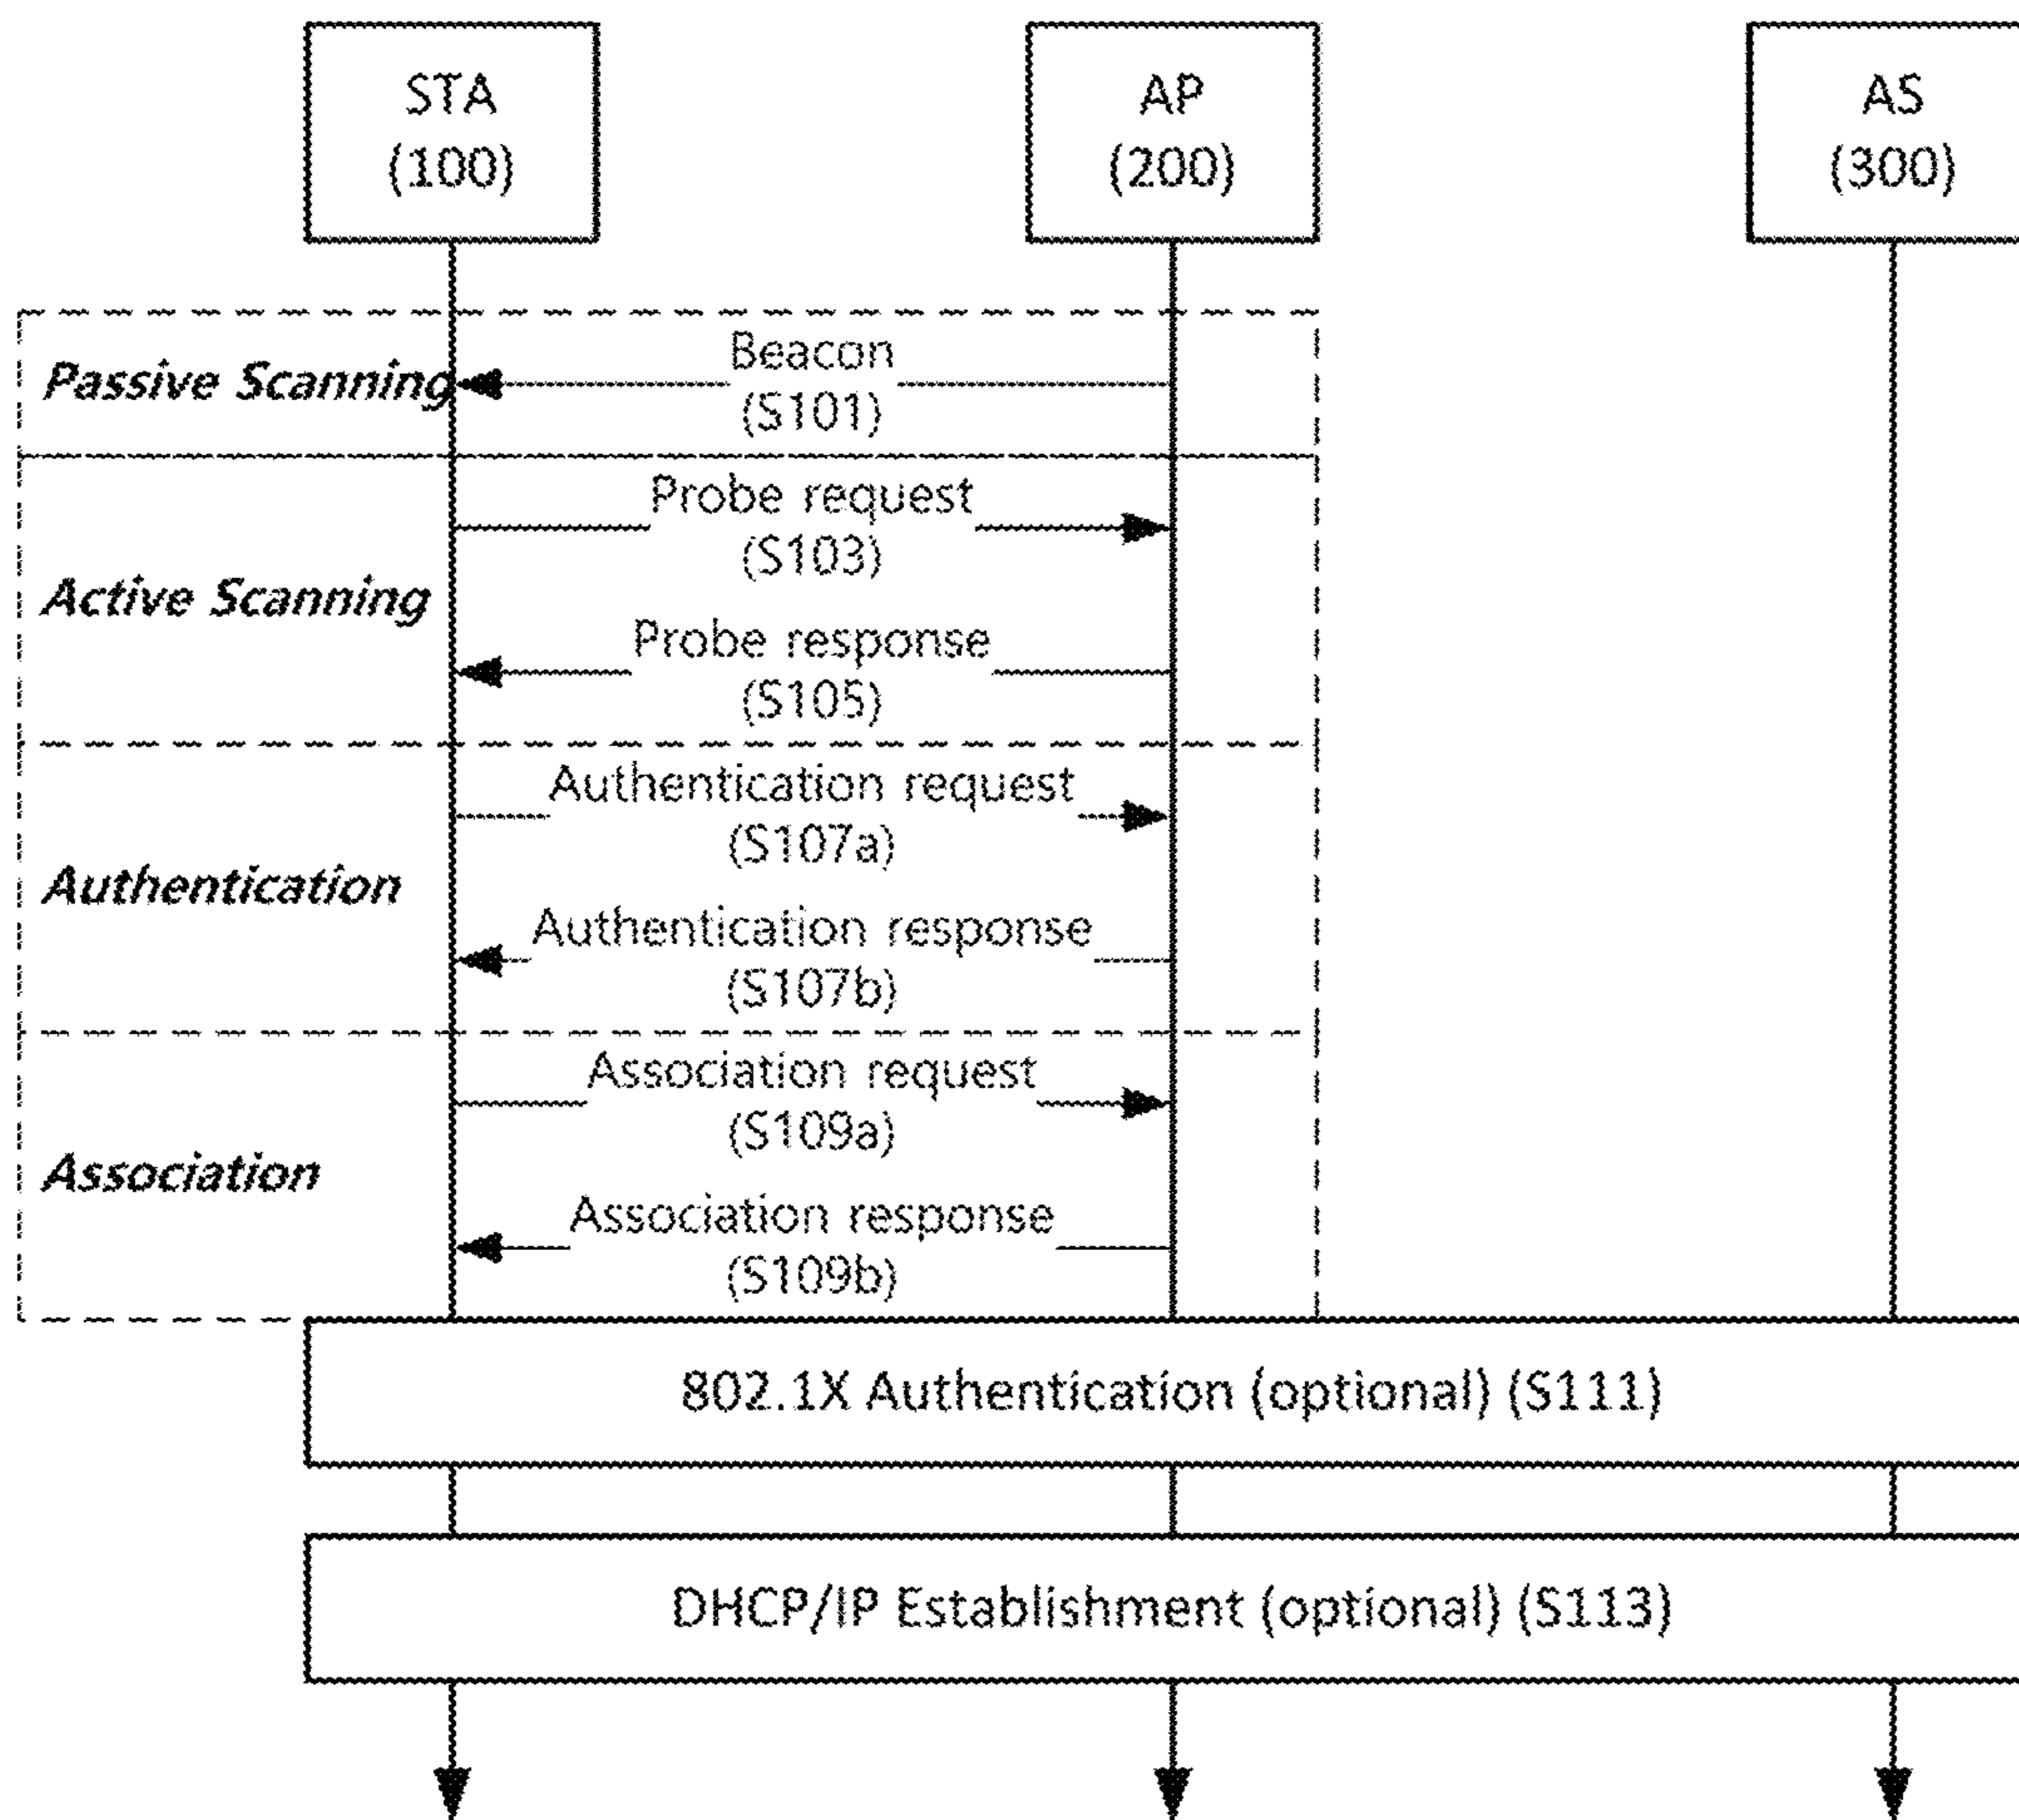 STA
(100)
AP
(200)
AS
(300)
Passive Scanning
Beacon
(S101)
Active Scanning
Probe request
(S103)
Probe response
(S105)
Authentication
Authentication request
(S107a)
Authentication response
(S107b)
Association
Association request
(S109a)
Association response
(S109b)
802.1X Authentication (optional) (S111)
DHCP/IP Establishment (optional) (S113)